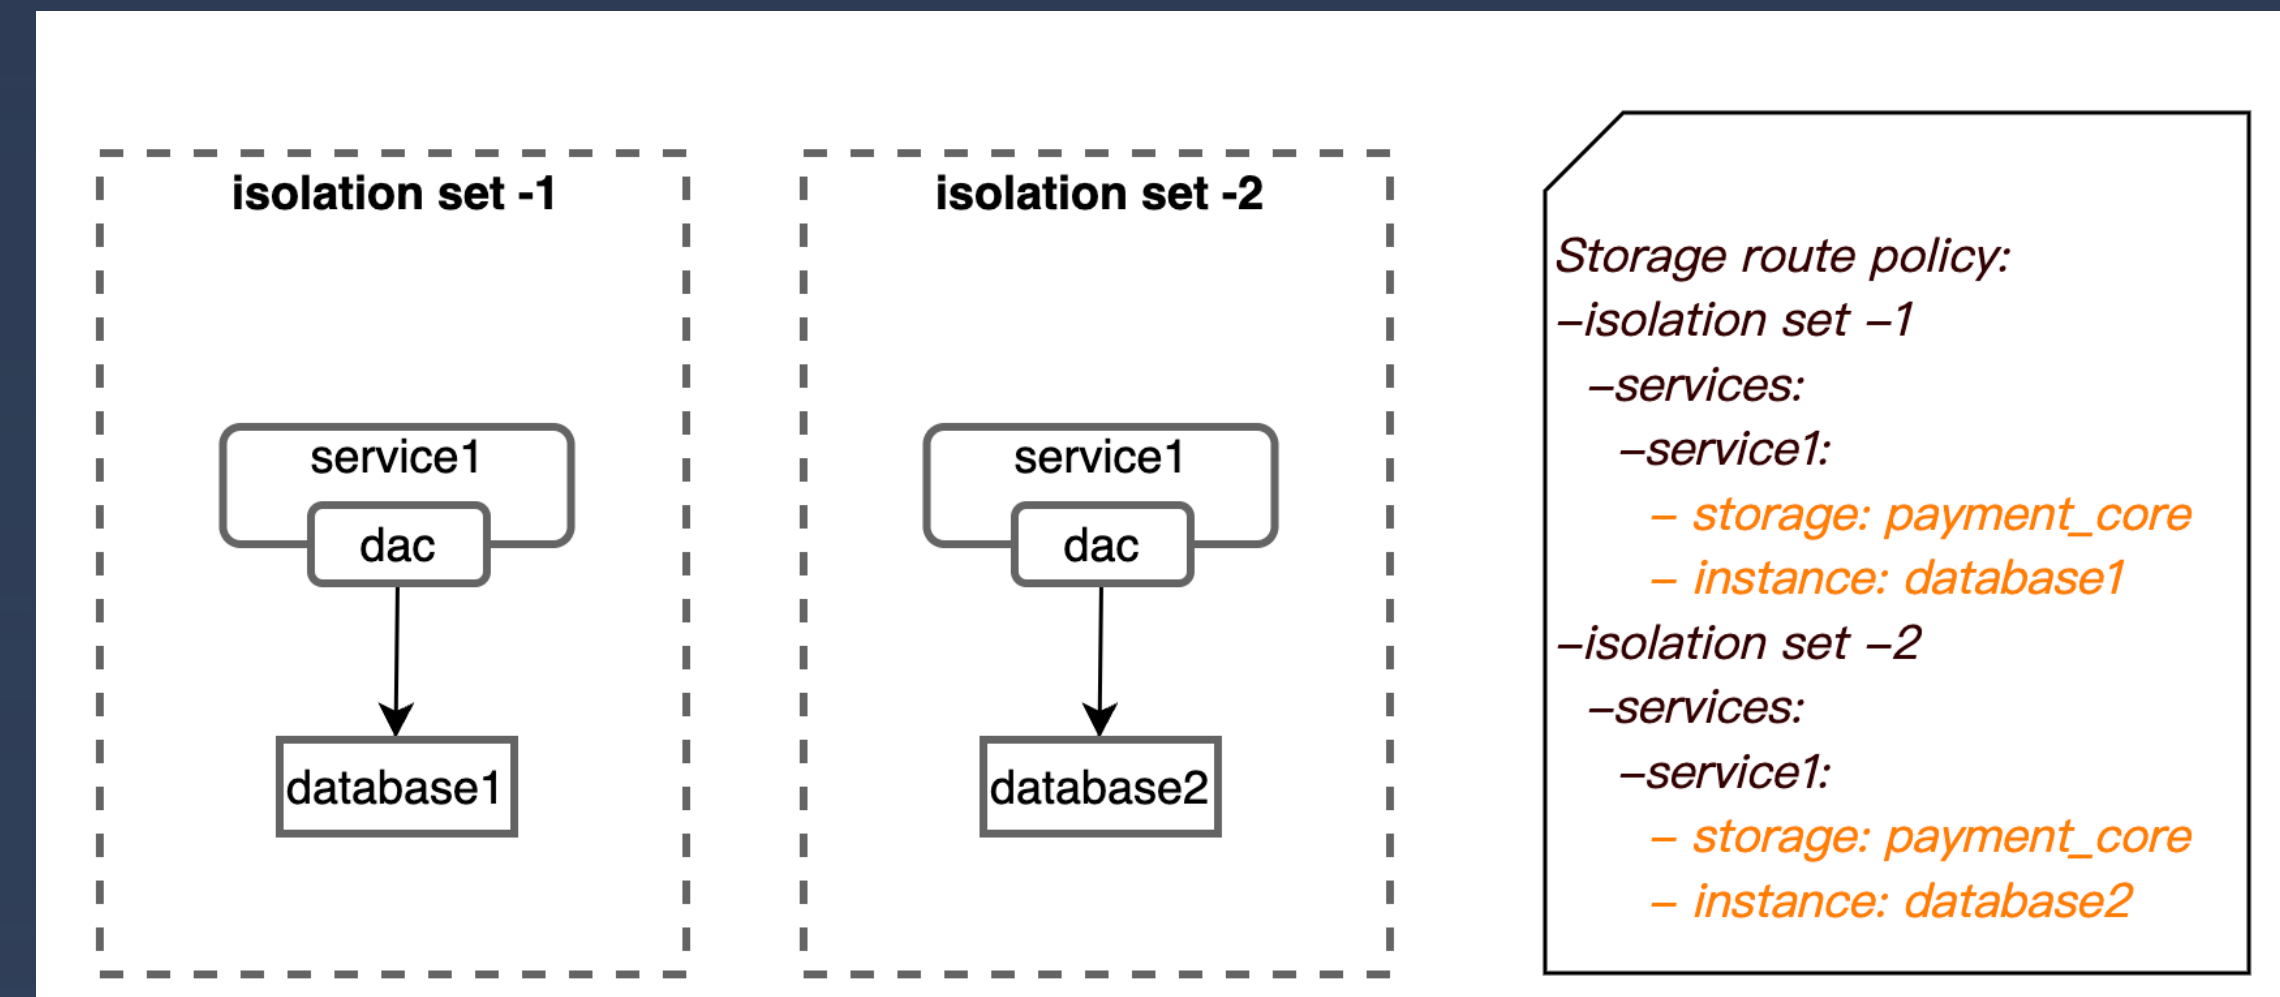 isolation set -1
service1
dac
database1
isolation set -2
service1
dac
database2
Storage route policy:
–isolation set –1
–services:
–service1:
– storage: payment_core
– instance: database1
–isolation set –2
–services:
–service1:
– storage: payment_core
– instance: database2